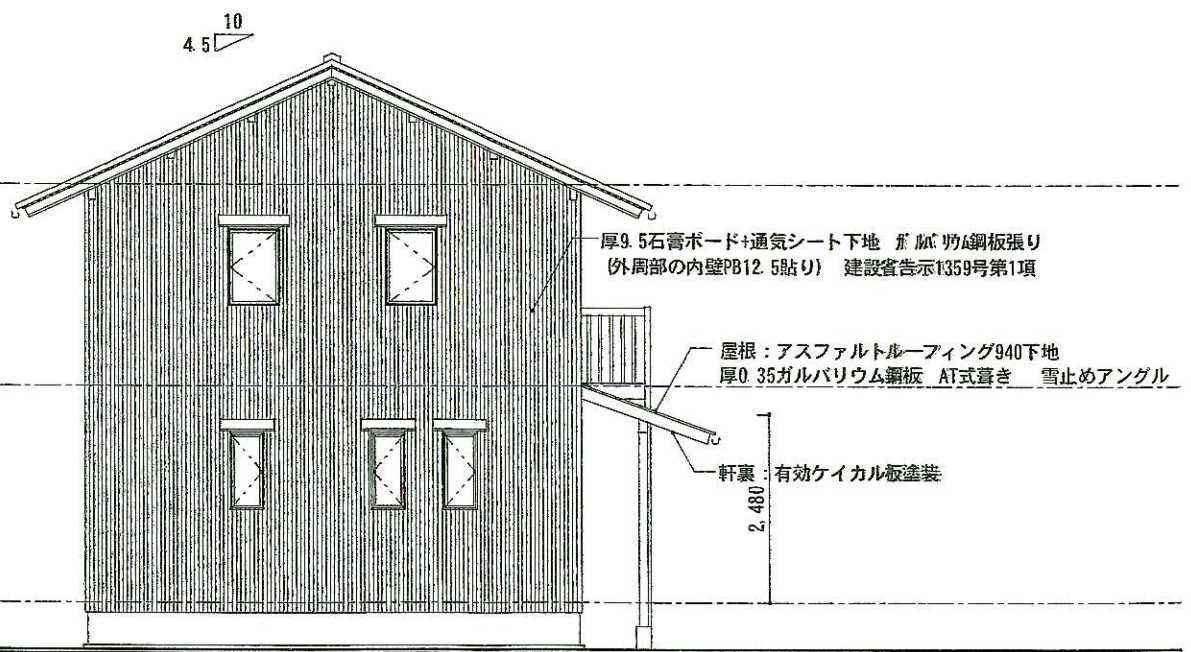 10
4.5
厚9.5石膏ボード+通気シート下地 ガルバリウム鋼板張り
(外周部の内壁PB12.5貼り) 建設省告示1359号第1項
屋根：アスファルトルーフィング940下地
厚0.35ガルバリウム鋼板 AT式葺き 雪止めアングル
軒裏：有効ケイカル板塗装
2,480